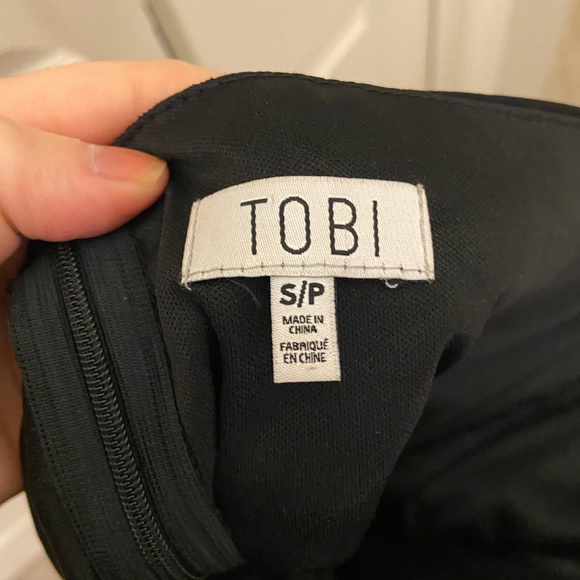 TOBI
S/P
MADE IN
CHINA
FABRIQUÉ
EN CHINE